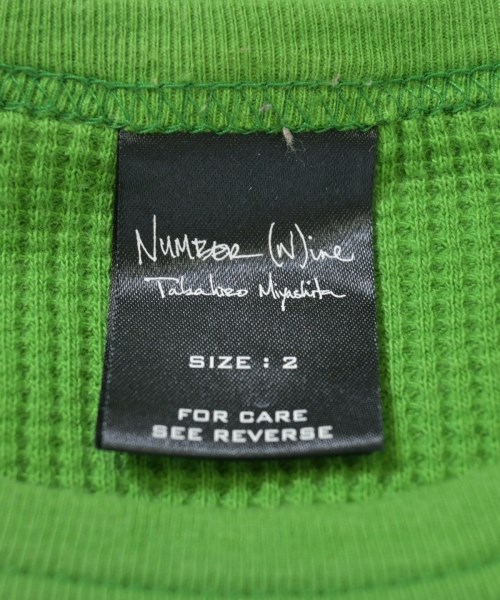 NUMBER (N)ine
Takahiro Miyashita
SIZE : 2
FOR CARE
SEE REVERSE